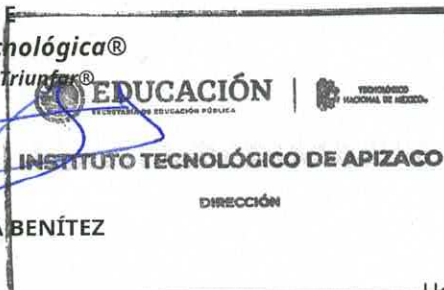 E
nológica®
Triunfar®
EDUCACIÓN
SECRETARÍA DE EDUCACIÓN PÚBLICA
TECNOLÓGICO
NACIONAL DE MÉXICO
INSTITUTO TECNOLÓGICO DE APIZACO
DIRECCIÓN
BENÍTEZ